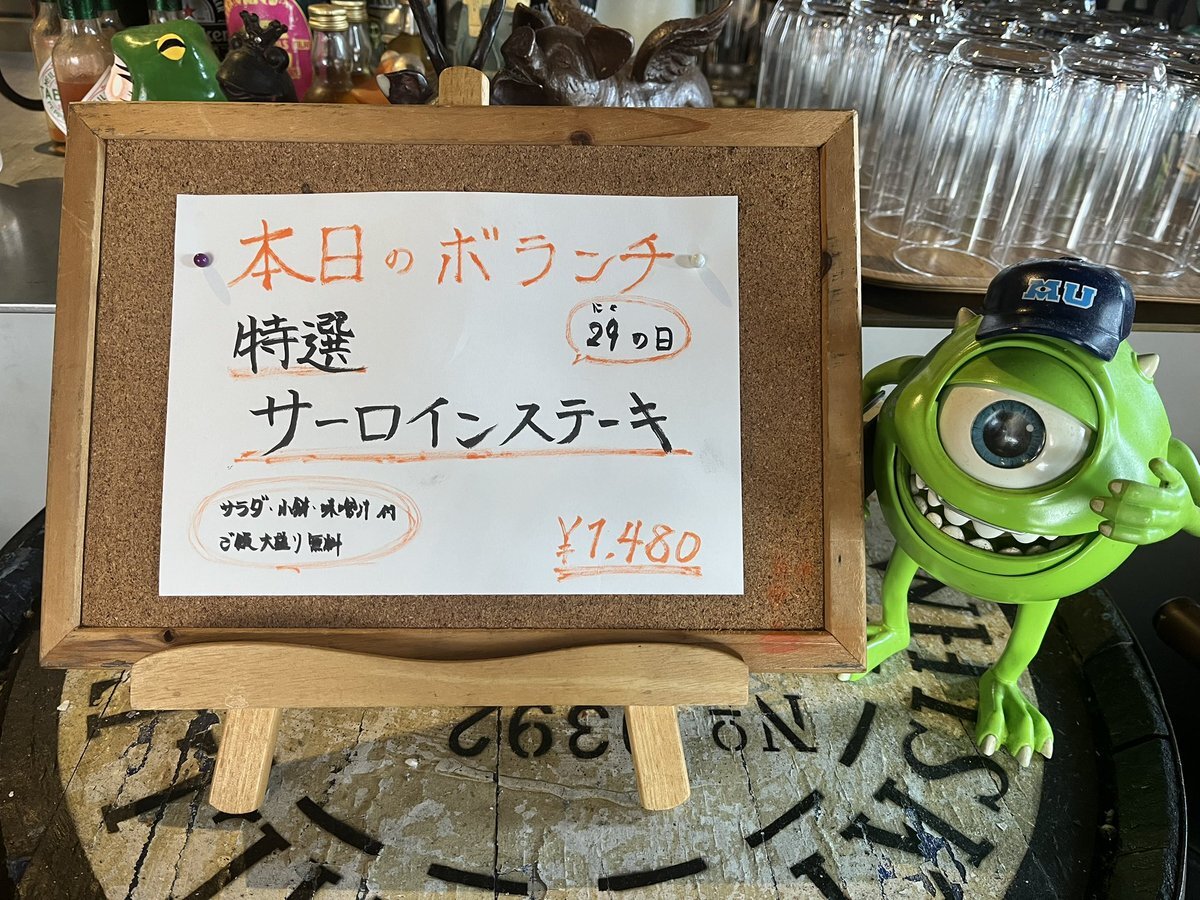 本日のボランチ
にく
29の日
特選
サーロインステーキ
サラダ・小鉢・味噌汁付
ご飯大盛り無料
¥1.480
MU
Nº
392